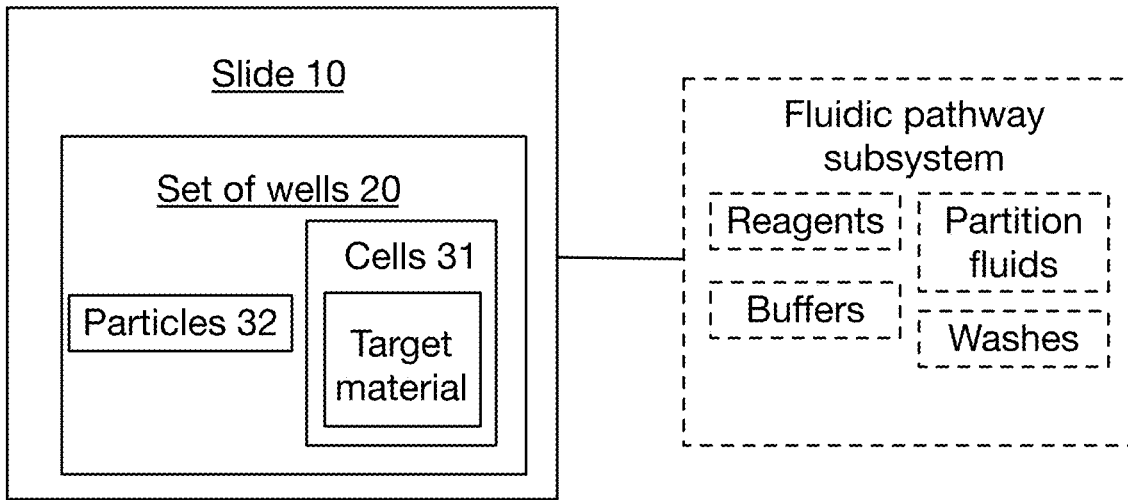 Slide 10
Set of wells 20
Cells 31
Particles 32
Target
material
Fluidic pathway
subsystem
Reagents
Partition
fluids
Buffers
Washes